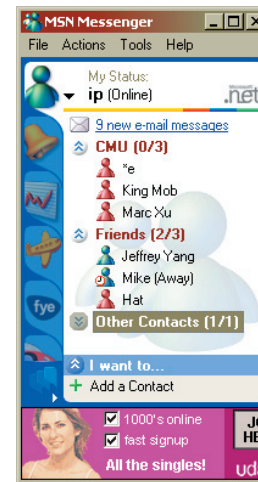 MSN Messenger
File Actions Tools Help
My Status:
ip (Online)
.net
9 new e-mail messages
CMU (0/3)
*e
King Mob
Marc Xu
Friends (2/3)
Jeffrey Yang
Mike (Away)
Hat
fye
Other Contacts (1/1)
I want to...
Add a Contact
1000's online
fast signup
All the singles!